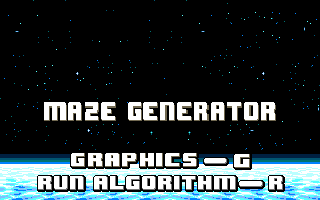 MAZE GENERATOR
GRAPHICS—G
RUN ALGORITHM—R